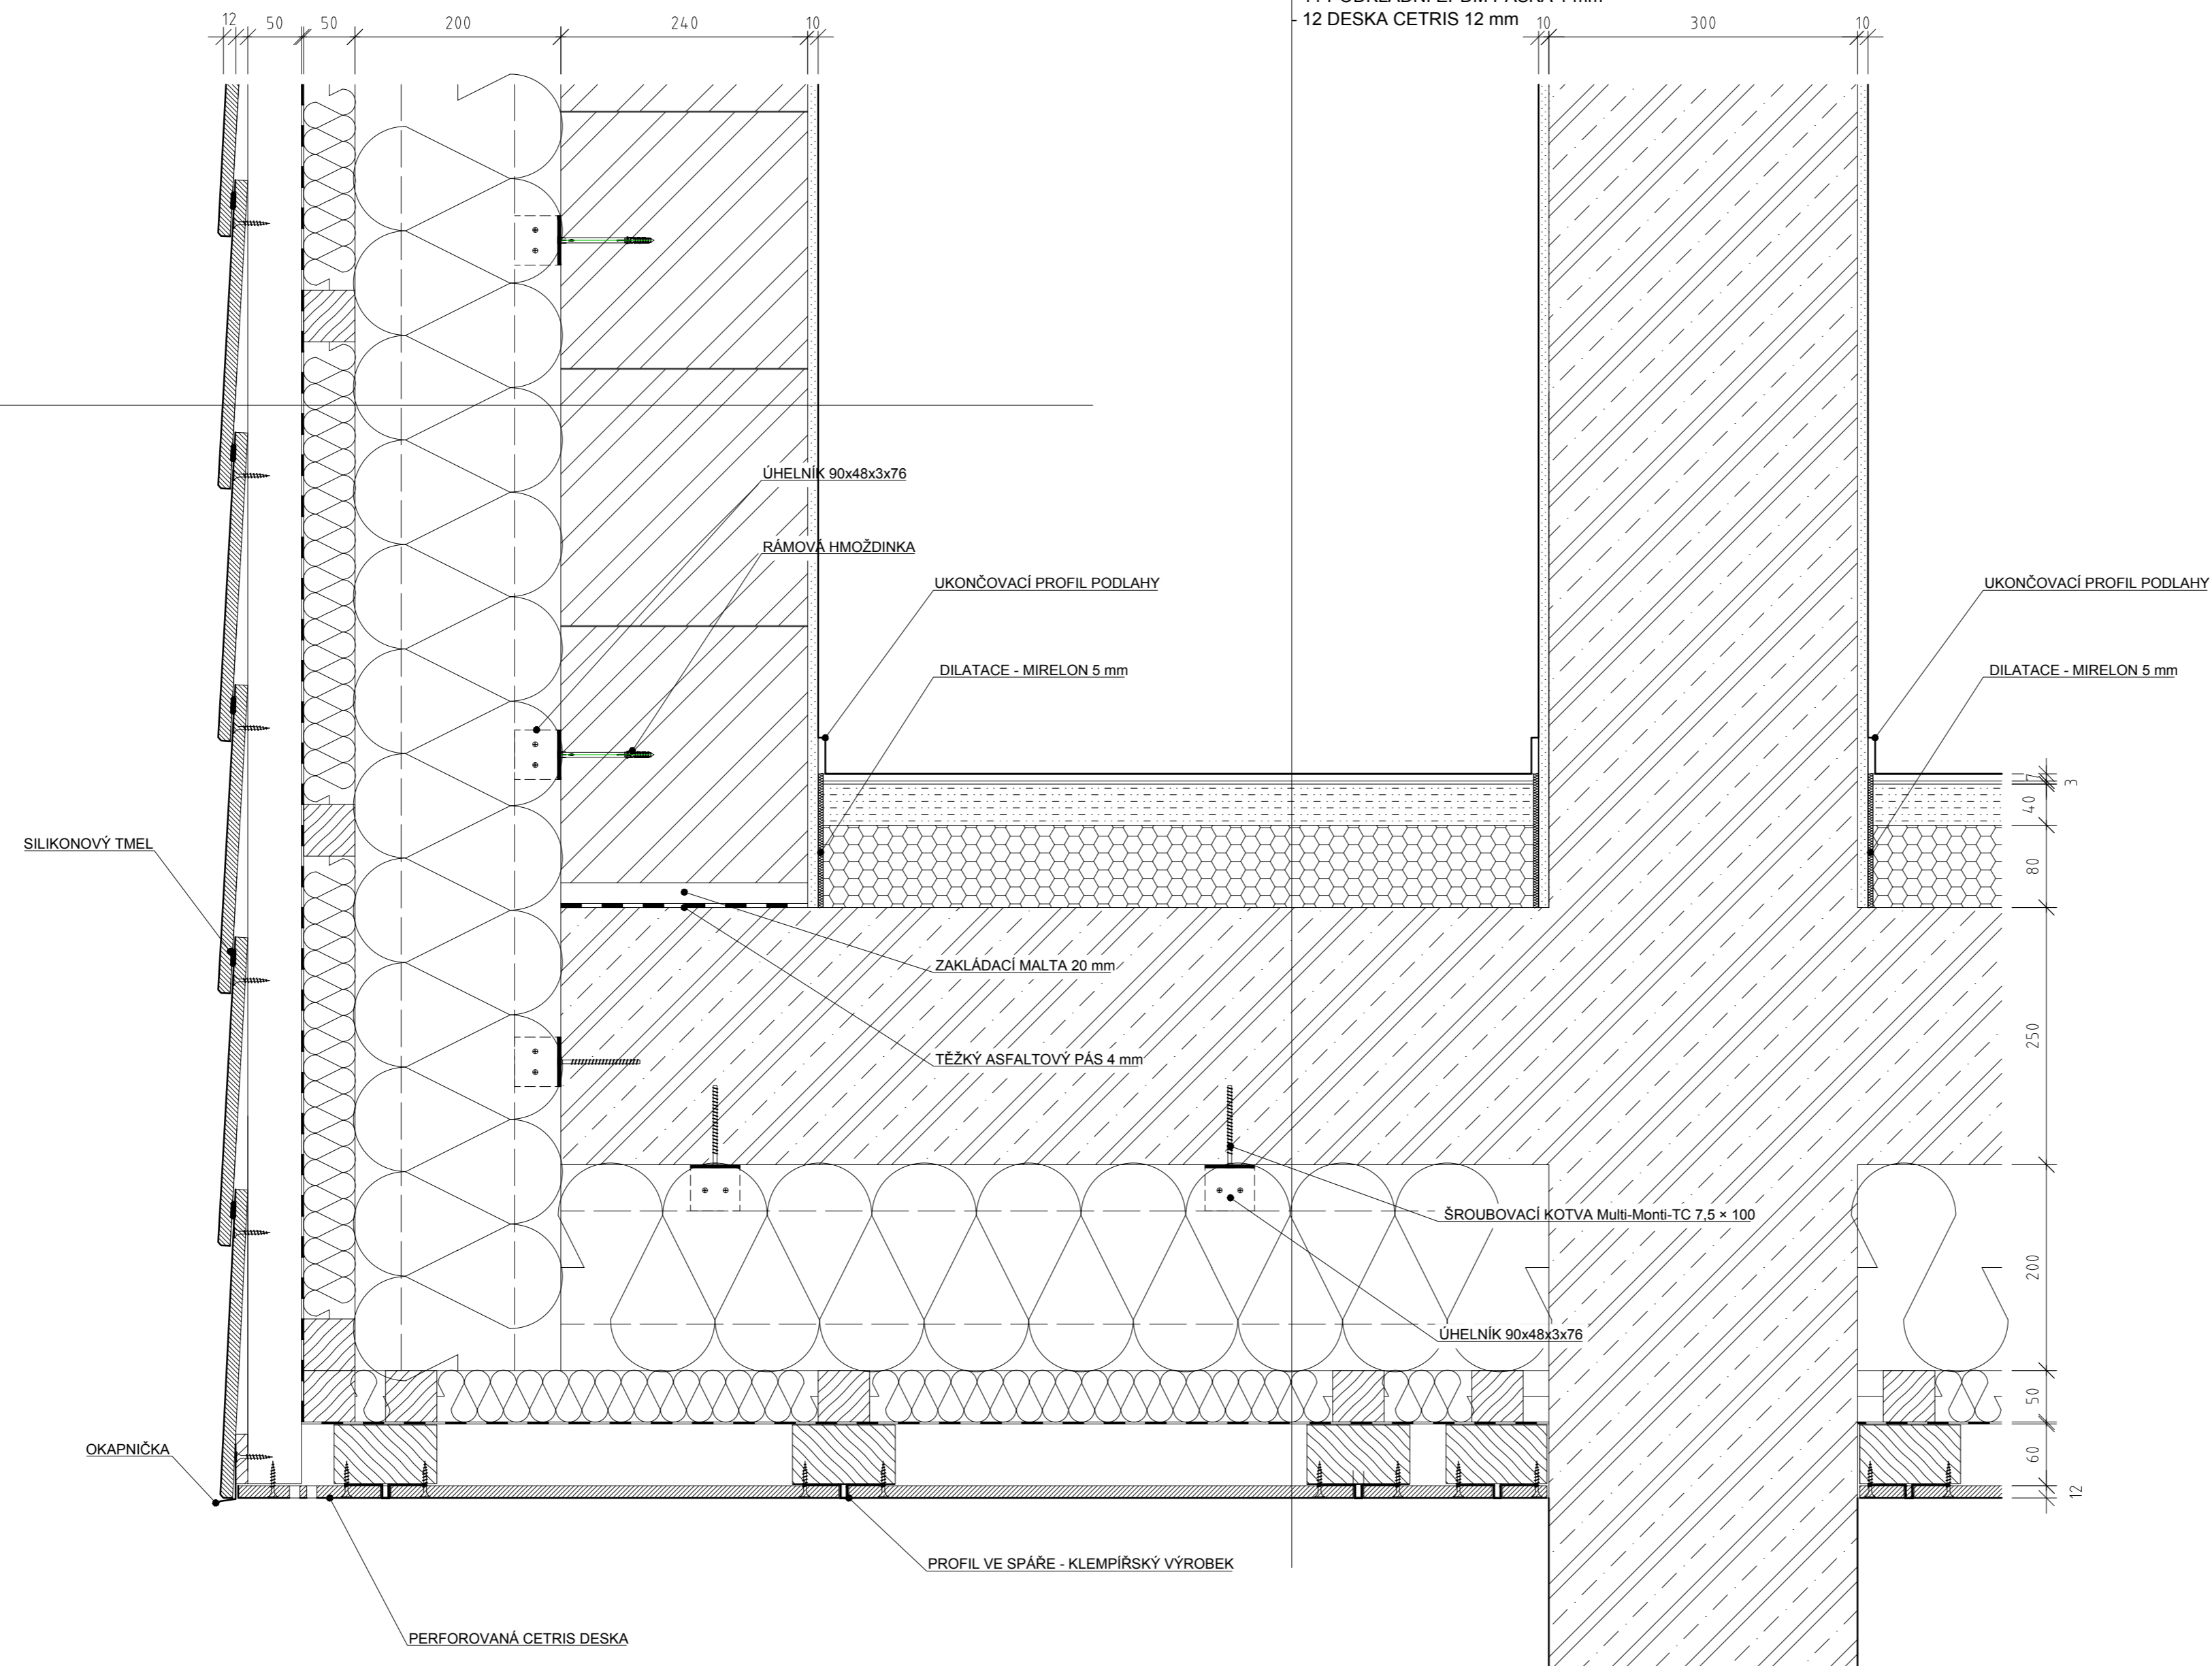 - 12 DESKA CETRIS 12 mm
12 50 50 200 240 10 10 300 10
ÚHELNÍK 90x48x3x76
RÁMOVÁ HMOŽDINKA
UKONČOVACÍ PROFIL PODLAHY
UKONČOVACÍ PROFIL PODLAHY
DILATACE - MIRELON 5 mm
DILATACE - MIRELON 5 mm
7
3
40
80
SILIKONOVÝ TMEL
ZAKLÁDACÍ MALTA 20 mm
250
TĚŽKÝ ASFALTOVÝ PÁS 4 mm
ŠROUBOVACÍ KOTVA Multi-Monti-TC 7,5 × 100
200
ÚHELNÍK 90x48x3x76
50
OKAPNIČKA
60
12
PROFIL VE SPÁŘE - KLEMPÍŘSKÝ VÝROBEK
PERFOROVANÁ CETRIS DESKA